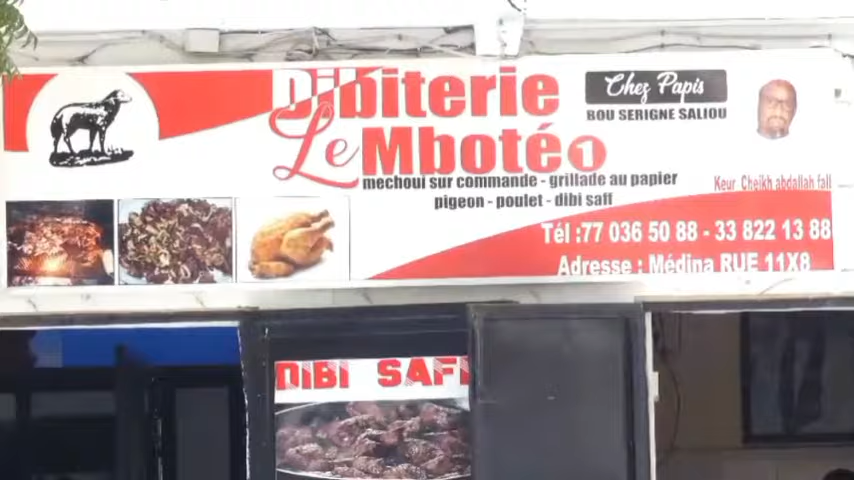 Dibiterie
Le Mboté 1
Chez Papis
BOU SERIGNE SALIOU
mechoui sur commande - grillade au papier
pigeon - poulet - dibi saff
Keur Cheikh abdallah fall
Tél :77 036 50 88 - 33 822 13 88
Adresse : Médina RUE 11X8
DIBI SAFF